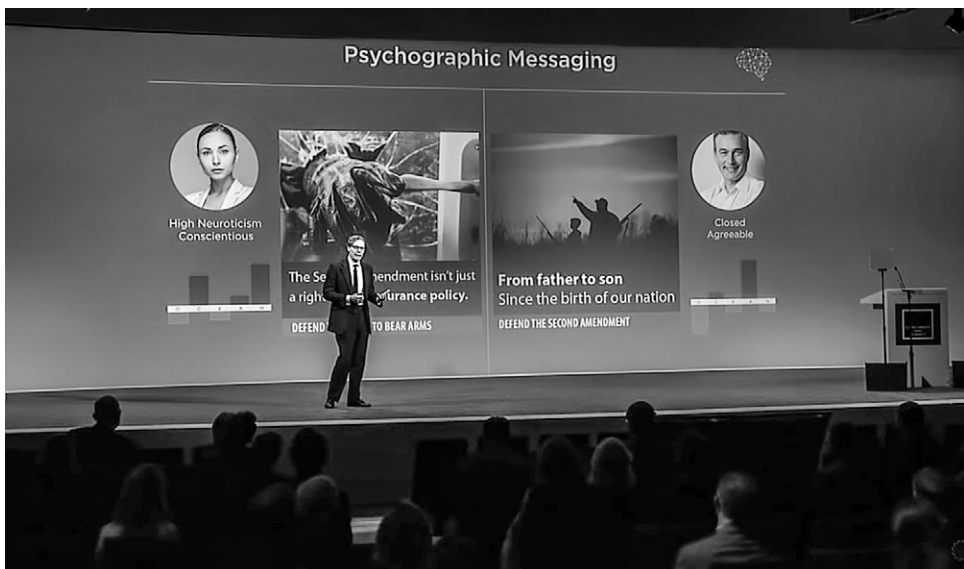 Psychographic Messaging
High Neuroticism
Conscientious
O C E A N
The Se endment isn't just
a righ urance policy.
DEFEND TO BEAR ARMS
From father to son
Since the birth of our nation
DEFEND THE SECOND AMENDMENT
Closed
Agreeable
O C E A N